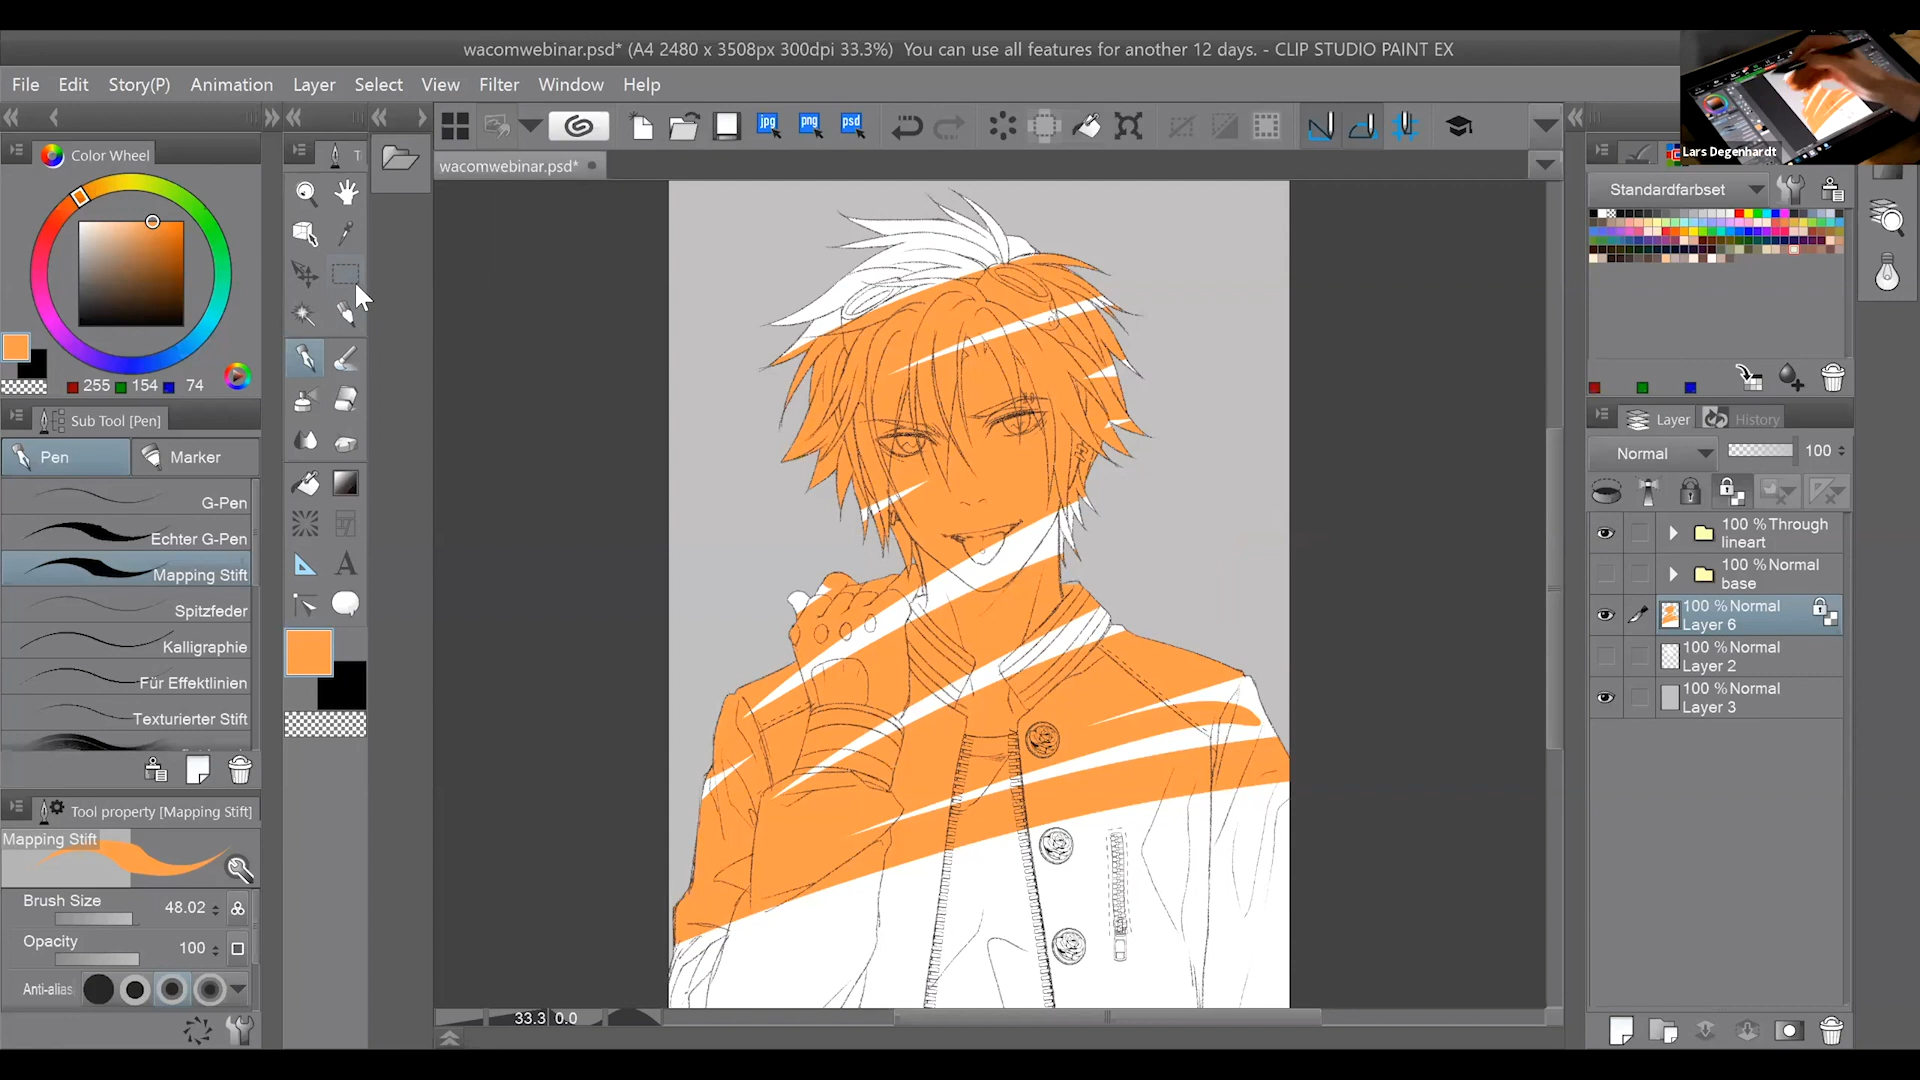 wacomwebinar.psd* (A4 2480 x 3508px 300dpi 33.3%)  You can use all features for another 12 days. - CLIP STUDIO PAINT EX
File Edit Story(P) Animation Layer Select View Filter Window Help
jpg png psd
Lars Degenhardt
Color Wheel
wacomwebinar.psd*
Standardfarbset
255 154 74
Sub Tool [Pen]
Pen Marker
G-Pen
Echter G-Pen
Mapping Stift
Spitzfeder
Kalligraphie
Für Effektlinien
Texturierter Stift
Tool property [Mapping Stift]
Mapping Stift
Brush Size 48.02
Opacity 100
Anti-alias
A
33.3 0.0
Layer History
Normal 100
100 % Through
lineart
100 % Normal
base
100 % Normal
Layer 6
100 % Normal
Layer 2
100 % Normal
Layer 3